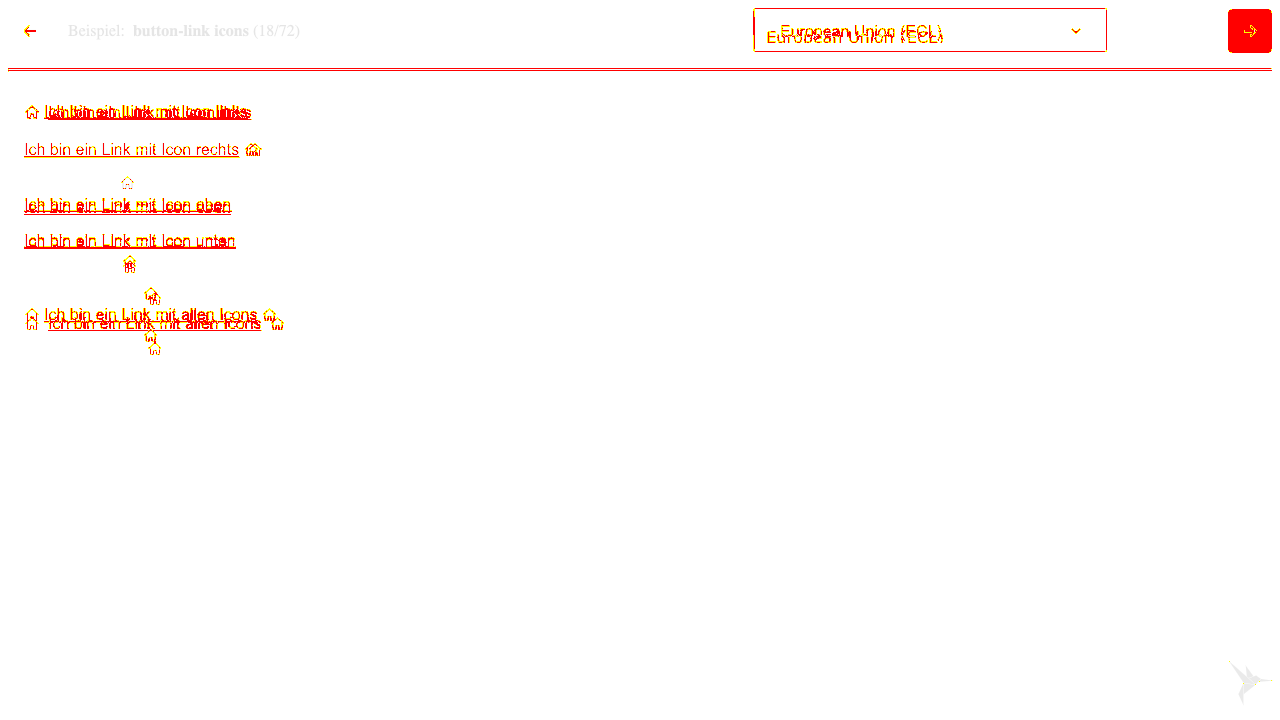 Beispiel: button-link icons (18/72)
European Union (ECL)
Ich bin ein Link mit Icon links
Ich bin ein Link mit Icon rechts
Ich bin ein Link mit Icon oben
Ich bin ein Link mit Icon unten
Ich bin ein Link mit allen Icons